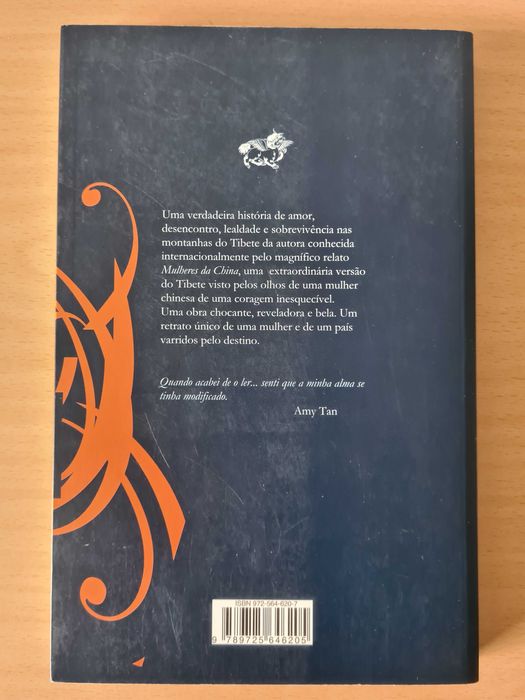 Uma verdadeira história de amor,
desencontro, lealdade e sobrevivência nas
montanhas do Tibete da autora conhecida
internacionalmente pelo magnífico relato
Mulheres da China, uma extraordinária versão
do Tibete visto pelos olhos de uma mulher
chinesa de uma coragem inesquecível.
Uma obra chocante, reveladora e bela. Um
retrato único de uma mulher e de um país
varridos pelo destino.
Quando acabei de o ler... senti que a minha alma se
tinha modificado.
Amy Tan
ISBN 972-564-620-7
9 789725 646205